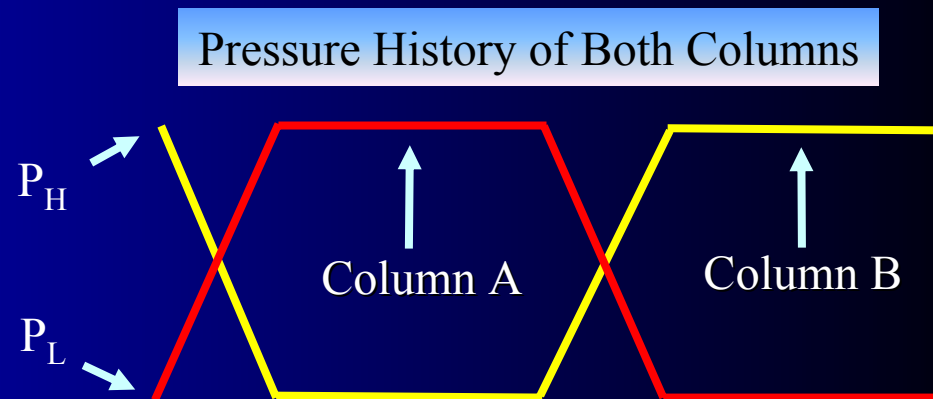 Pressure History of Both Columns
P_H
Column A
Column B
P_L